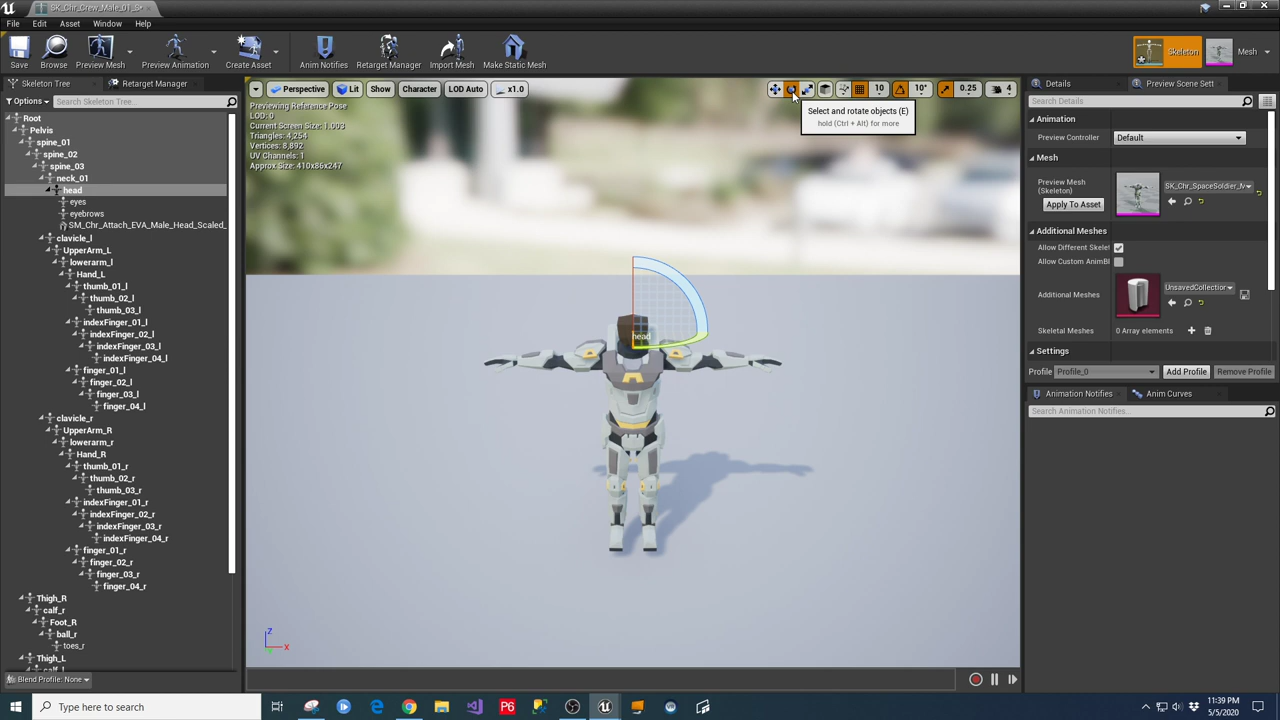 SK_Chr_Crew_Male_01_S
File Edit Asset Window Help
Save
Browse
Preview Mesh
Preview Animation
Create Asset
Anim Notifies
Retarget Manager
Import Mesh
Make Static Mesh
Skeleton
Mesh
Skeleton Tree
Retarget Manager
Options
Search Skeleton Tree
Root
Pelvis
spine_01
spine_02
spine_03
neck_01
head
eyes
eyebrows
SM_Chr_Attach_EVA_Male_Head_Scaled_
clavicle_l
UpperArm_L
lowerarm_l
Hand_L
thumb_01_l
thumb_02_l
thumb_03_l
indexFinger_01_l
indexFinger_02_l
indexFinger_03_l
indexFinger_04_l
finger_01_l
finger_02_l
finger_03_l
finger_04_l
clavicle_r
UpperArm_R
lowerarm_r
Hand_R
thumb_01_r
thumb_02_r
thumb_03_r
indexFinger_01_r
indexFinger_02_r
indexFinger_03_r
indexFinger_04_r
finger_01_r
finger_02_r
finger_03_r
finger_04_r
Thigh_R
calf_r
Foot_R
ball_r
toes_r
Thigh_L
Blend Profile: None
Perspective
Lit
Show
Character
LOD Auto
x1.0
10
10°
0.25
4
Previewing Reference Pose
LOD: 0
Current Screen Size: 1.003
Triangles: 4,254
Vertices: 8,892
UV Channels: 1
Approx Size: 410x86x247
Select and rotate objects (E)
hold (Ctrl + Alt) for more
head
Z
X
Details
Preview Scene Sett
Search
Animation
Preview Controller
Default
Mesh
Preview Mesh
(Skeleton)
Apply To Asset
SK_Chr_SpaceSoldier_M
Additional Meshes
Allow Different Skelet
Allow Custom AnimBl
Additional Meshes
UnsavedCollection
Skeletal Meshes
0 Array elements
Settings
Profile
Profile_0
Add Profile
Remove Profile
Animation Notifies
Anim Curves
Search Animation Notifies
Type here to search
P6
11:39 PM
5/5/2020